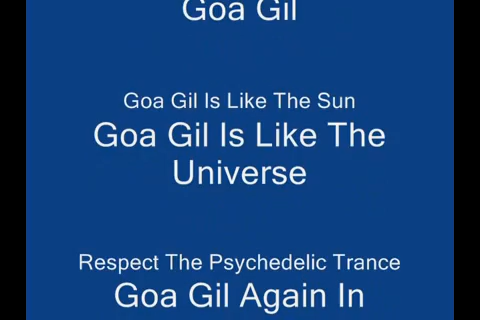 Goa Gil
Goa Gil Is Like The Sun
Goa Gil Is Like The
Universe
Respect The Psychedelic Trance
Goa Gil Again In